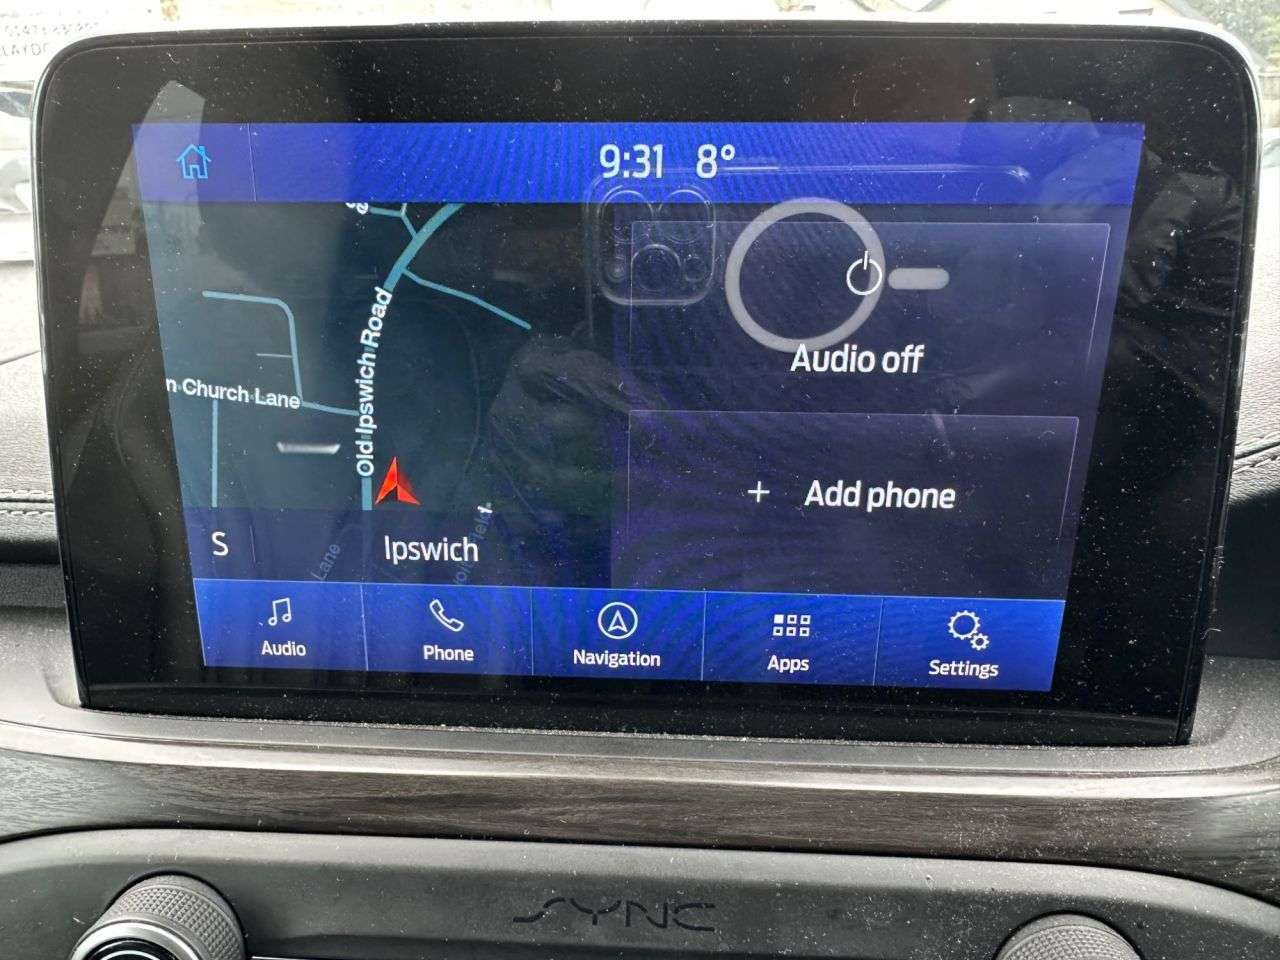 9:31 8°
Old Ipswich Road
n Church Lane
Audio off
+ Add phone
S
Ipswich
Lane
Audio
Phone
Navigation
Apps
Settings
SYNC